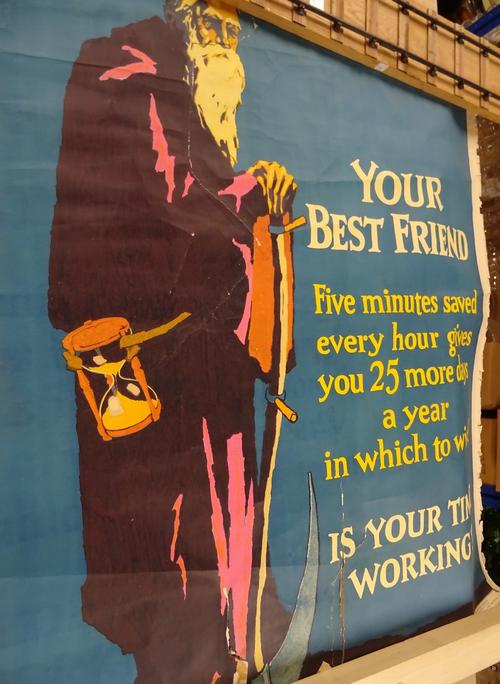 YOUR
BEST FRIEND
Five minutes saved
every hour gives
you 25 more days
a year
in which to
IS YOUR
WORKING